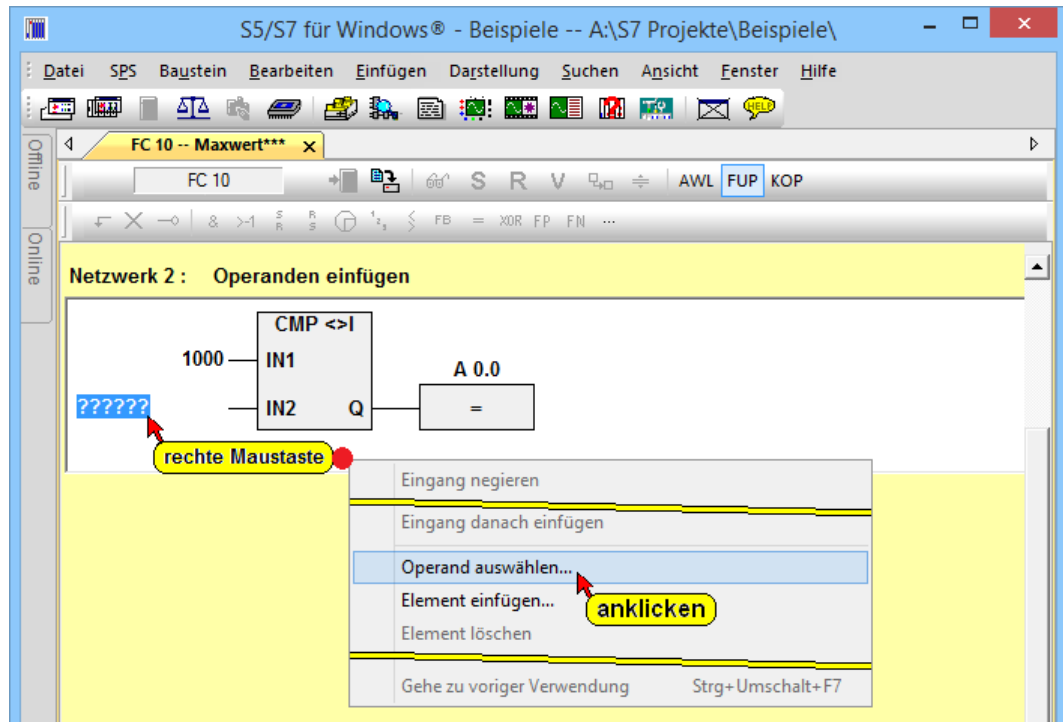 S5/S7 für Windows® - Beispiele -- A:\S7 Projekte\Beispiele\
Datei SPS Baustein Bearbeiten Einfügen Darstellung Suchen Ansicht Fenster Hilfe
HELP
Offline
Online
FC 10 -- Maxwert*** x
FC 10
S R V
AWL FUP KOP
& >-1 S R R S FB = XOR FP FN ...
Netzwerk 2 : Operanden einfügen
CMP <>I
1000
IN1
A 0.0
??????
IN2 Q
=
rechte Maustaste
Eingang negieren
Eingang danach einfügen
Operand auswählen...
Element einfügen...
anklicken
Element löschen
Gehe zu voriger Verwendung Strg+Umschalt+F7